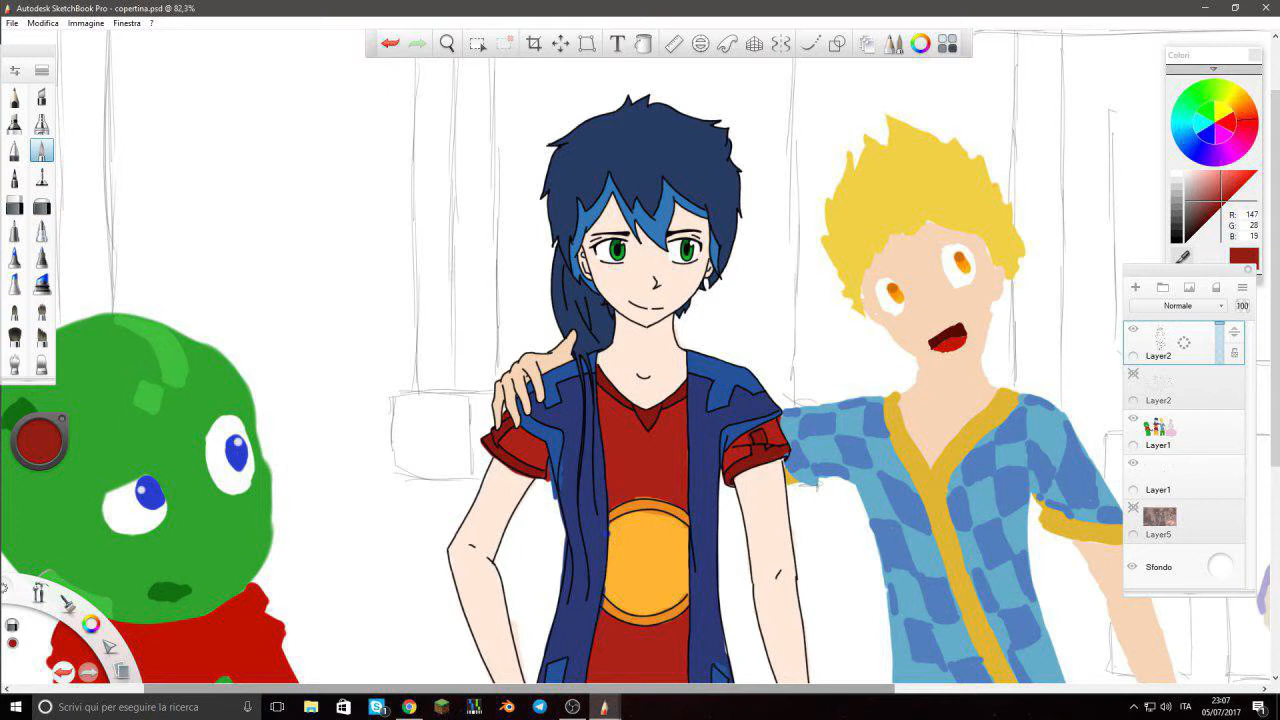 Autodesk SketchBook Pro - copertina.psd @ 82,3%
File Modifica Immagine Finestra ?
Colori
R: 147
G: 28
B: 19
Normale
100
Layer2
Layer2
Layer1
Layer1
Layer5
Sfondo
Scrivi qui per eseguire la ricerca
1
ITA
23:07
05/07/2017